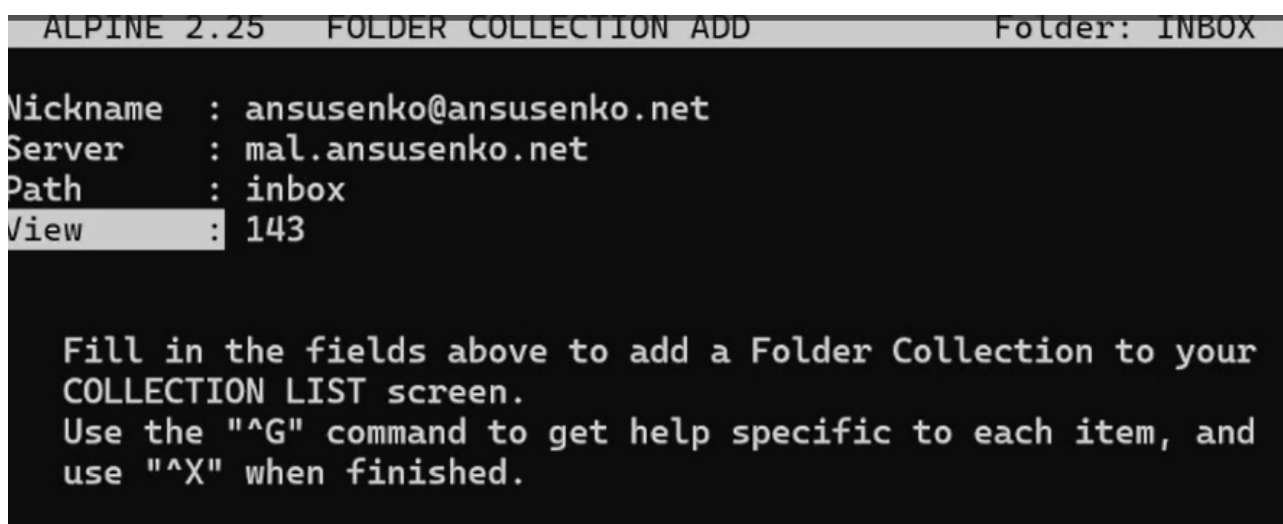 ALPINE 2.25 FOLDER COLLECTION ADD Folder: INBOX
Nickname : ansusenko@ansusenko.net
Server : mal.ansusenko.net
Path : inbox
View : 143
Fill in the fields above to add a Folder Collection to your
COLLECTION LIST screen.
Use the "^G" command to get help specific to each item, and
use "^X" when finished.